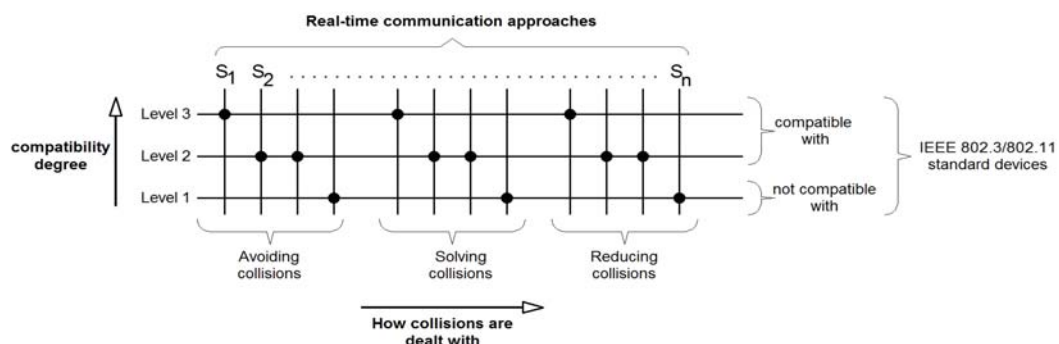 Real-time communication approaches
S1 S2 . . . . . . . . . . . . . . . . . . . . . . . . . . . . . . . . . . . . Sn
compatibility
degree
Level 3
Level 2
Level 1
compatible
with
not compatible
with
IEEE 802.3/802.11
standard devices
Avoiding
collisions
Solving
collisions
Reducing
collisions
How collisions are
dealt with